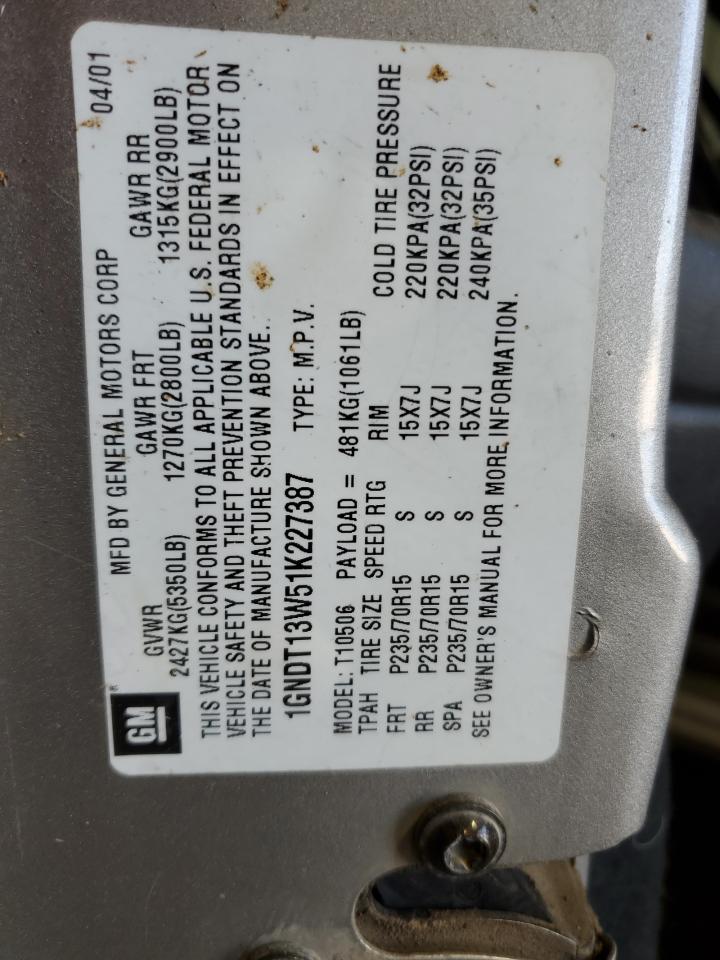 GM®
MFD BY GENERAL MOTORS CORP 04/01
GVWR GAWR FRT GAWR RR
2427KG(5350LB) 1270KG(2800LB) 1315KG(2900LB)
THIS VEHICLE CONFORMS TO ALL APPLICABLE U.S. FEDERAL MOTOR
VEHICLE SAFETY AND THEFT PREVENTION STANDARDS IN EFFECT ON
THE DATE OF MANUFACTURE SHOWN ABOVE.
1GNDT13W51K227387 TYPE: M.P.V.
MODEL: T10506 PAYLOAD = 481KG(1061LB)
TPAH TIRE SIZE SPEED RTG RIM COLD TIRE PRESSURE
FRT P235/70R15 S 15X7J 220KPA(32PSI)
RR P235/70R15 S 15X7J 220KPA(32PSI)
SPA P235/70R15 S 15X7J 240KPA(35PSI)
SEE OWNER'S MANUAL FOR MORE INFORMATION.